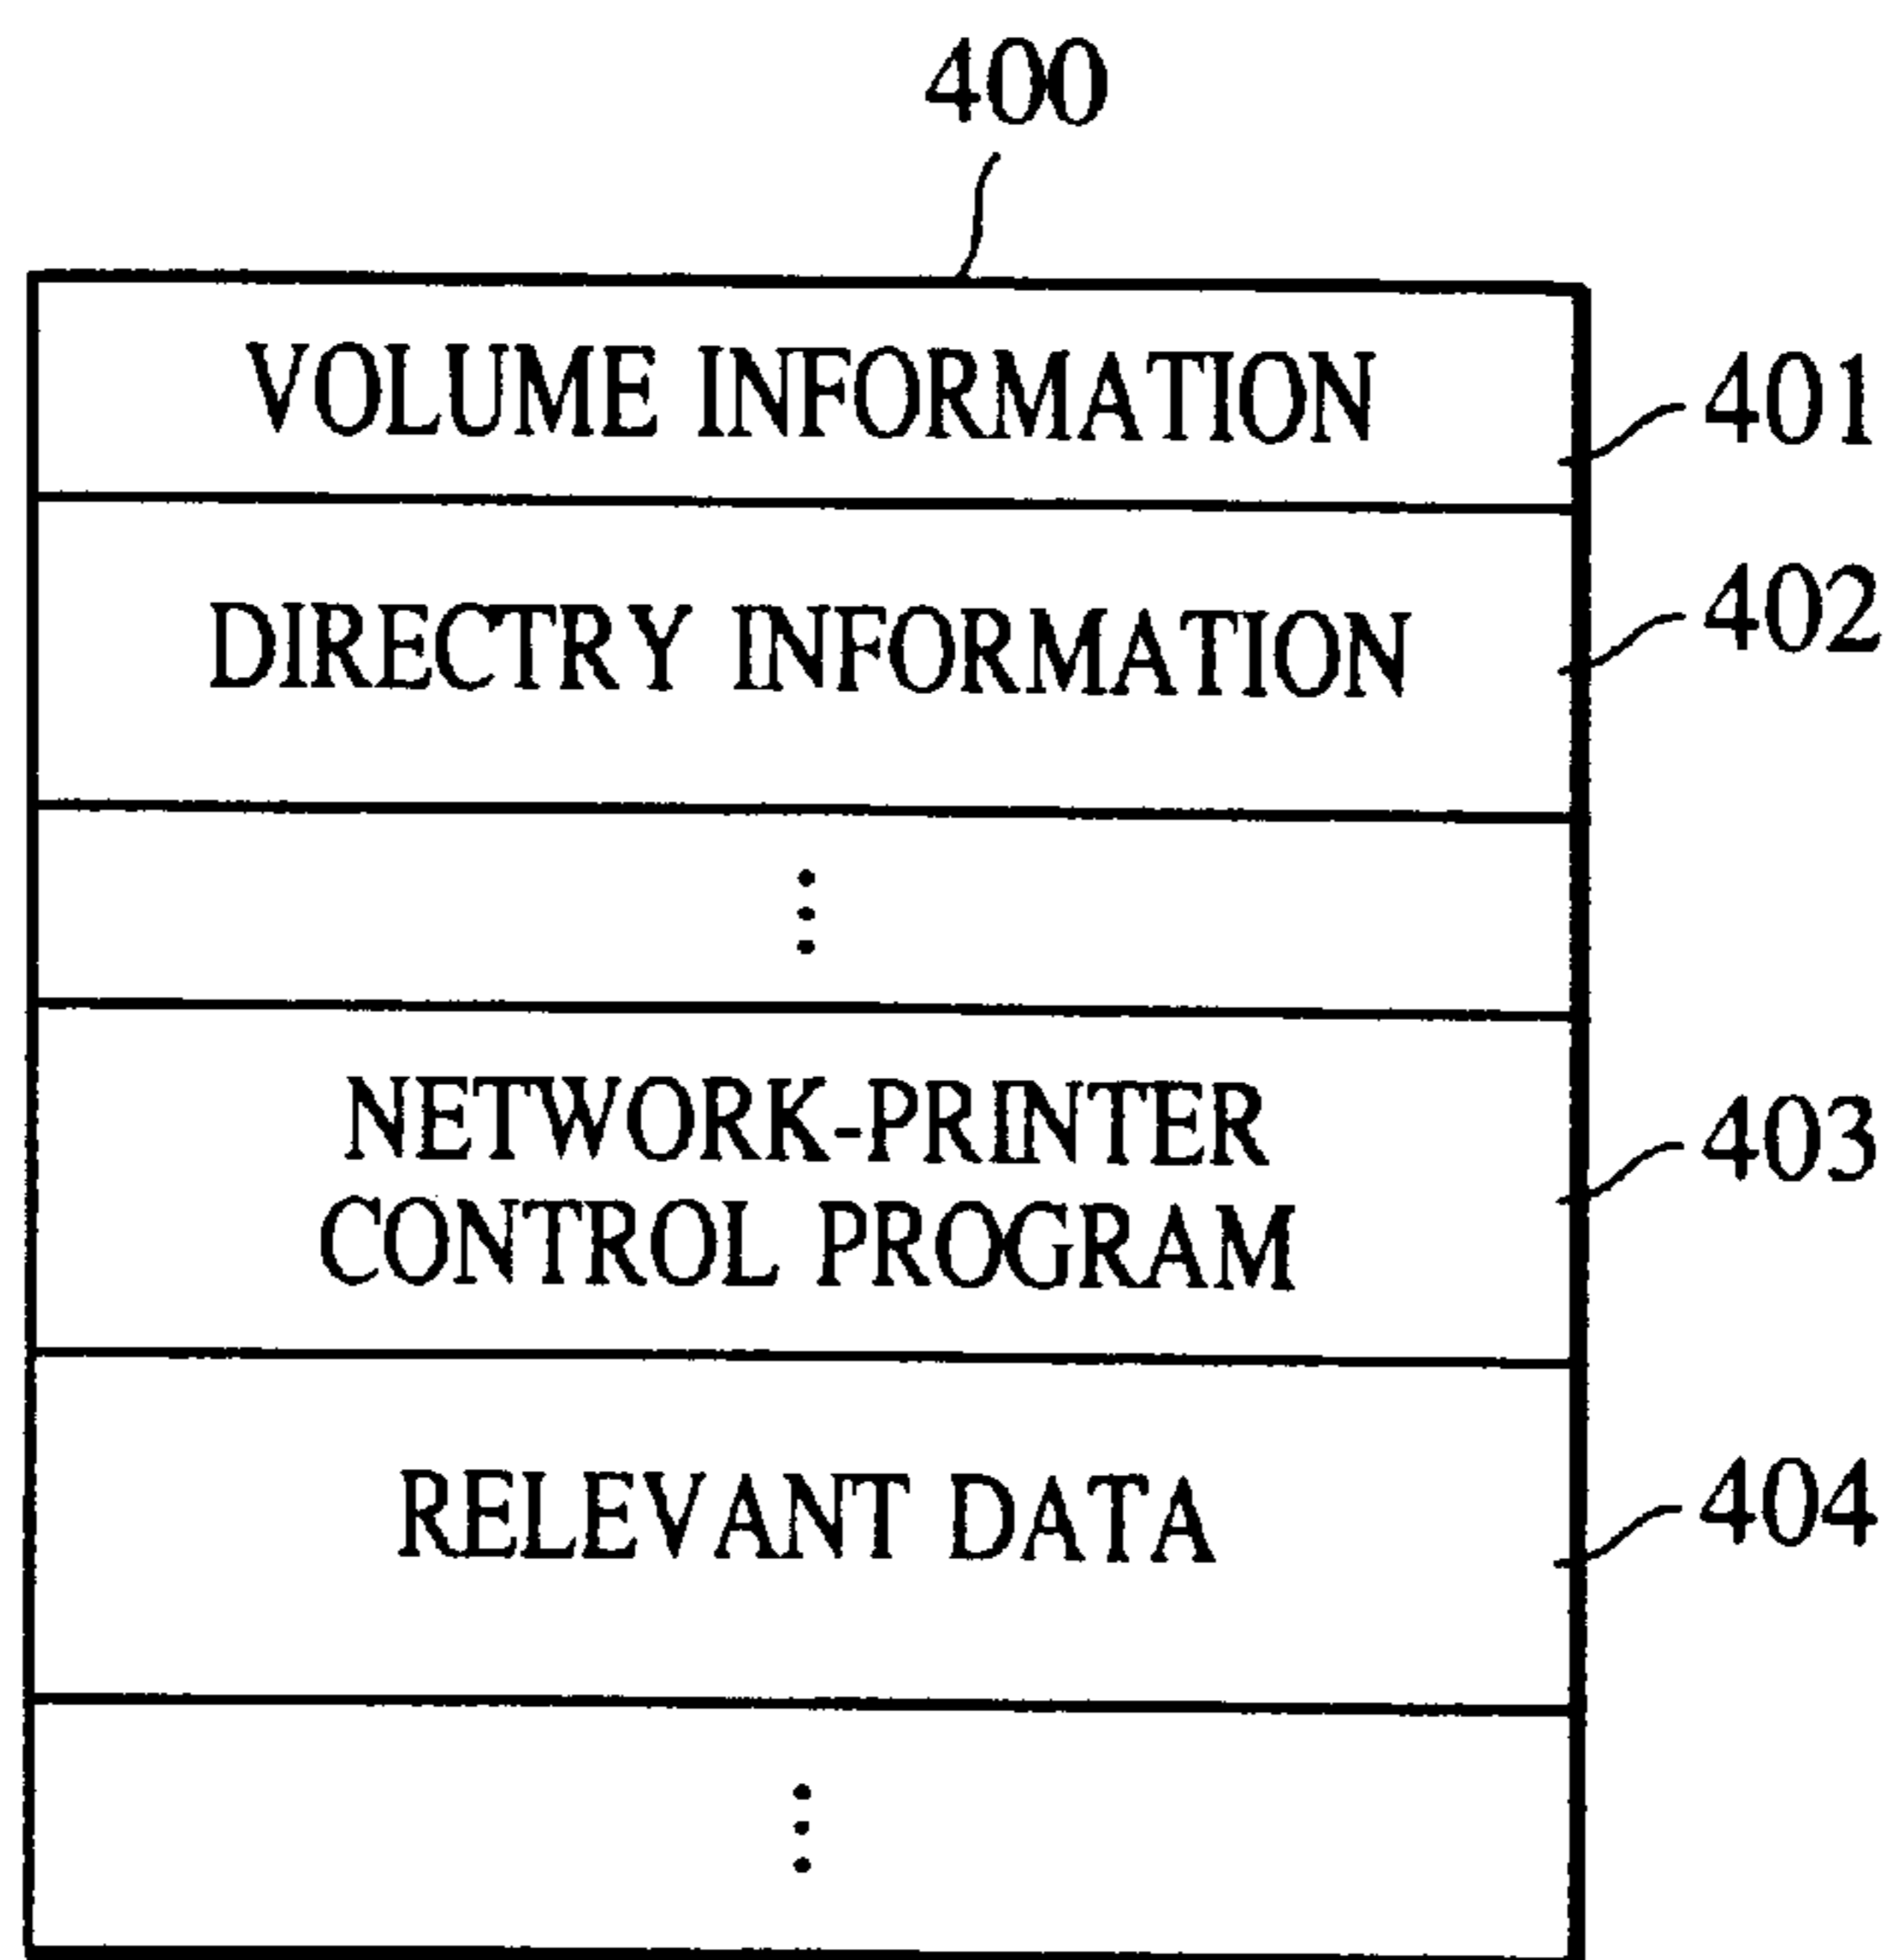 400
VOLUME INFORMATION
401
DIRECTRY INFORMATION
402
NETWORK-PRINTER
CONTROL PROGRAM
403
RELEVANT DATA
404